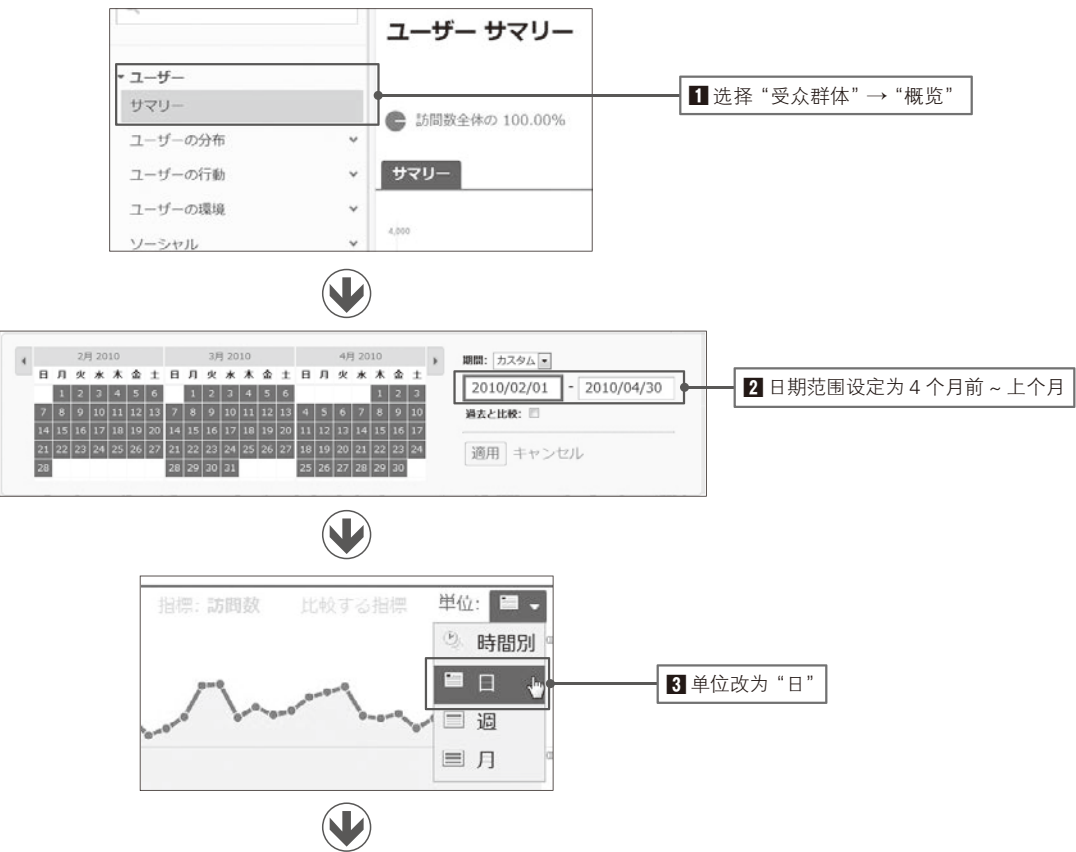 ユーザー サマリー
ユーザー
サマリー
ユーザーの分布
ユーザーの行動
ユーザーの環境
ソーシャル
訪問数全体の 100.00%
サマリー
4,000
1 选择“受众群体”→“概览”
2月 2010 3月 2010 4月 2010
日 月 火 水 木 金 土 日 月 火 水 木 金 土 日 月 火 水 木 金 土
1 2 3 4 5 6 1 2 3 4 5 6 1 2 3
7 8 9 10 11 12 13 7 8 9 10 11 12 13 4 5 6 7 8 9 10
14 15 16 17 18 19 20 14 15 16 17 18 19 20 11 12 13 14 15 16 17
21 22 23 24 25 26 27 21 22 23 24 25 26 27 18 19 20 21 22 23 24
28 28 29 30 31 25 26 27 28 29 30
期間: カスタム
2010/02/01 - 2010/04/30
過去と比較:
適用 キャンセル
2 日期范围设定为 4 个月前 ~ 上个月
指標: 訪問数 比較する指標 単位:
時間別
日
週
月
3 单位改为“日”